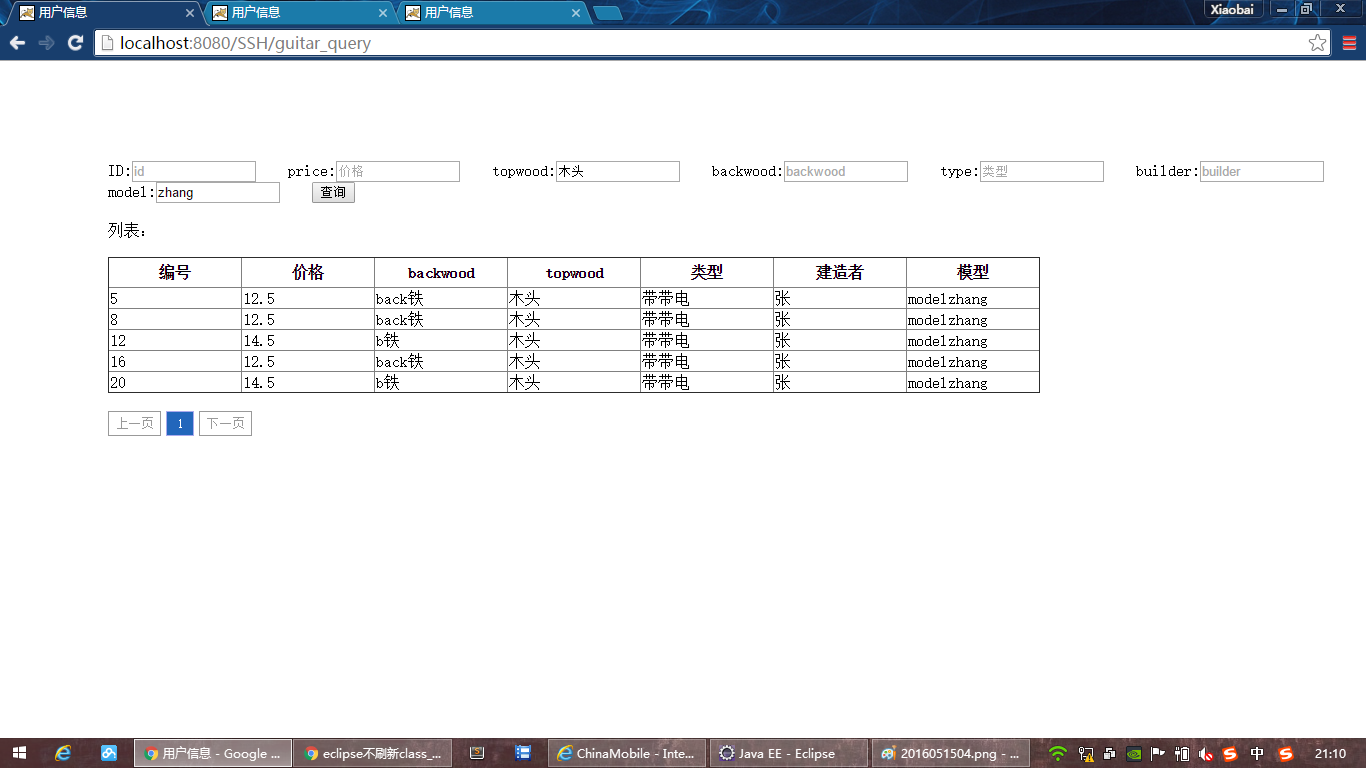 用户信息 用户信息 用户信息 Xiaobai
localhost:8080/SSH/guitar_query
ID: id price: 价格 topwood: 木头 backwood: backwood type: 类型 builder: builder
model: zhang 查询
列表:
编号 价格 backwood topwood 类型 建造者 模型
5 12.5 back铁 木头 带带电 张 modelzhang
8 12.5 back铁 木头 带带电 张 modelzhang
12 14.5 b铁 木头 带带电 张 modelzhang
16 12.5 back铁 木头 带带电 张 modelzhang
20 14.5 b铁 木头 带带电 张 modelzhang
上一页 1 下一页
用户信息 - Google ... eclipse不刷新class_... ChinaMobile - Inte... Java EE - Eclipse 2016051504.png - ... 中 21:10